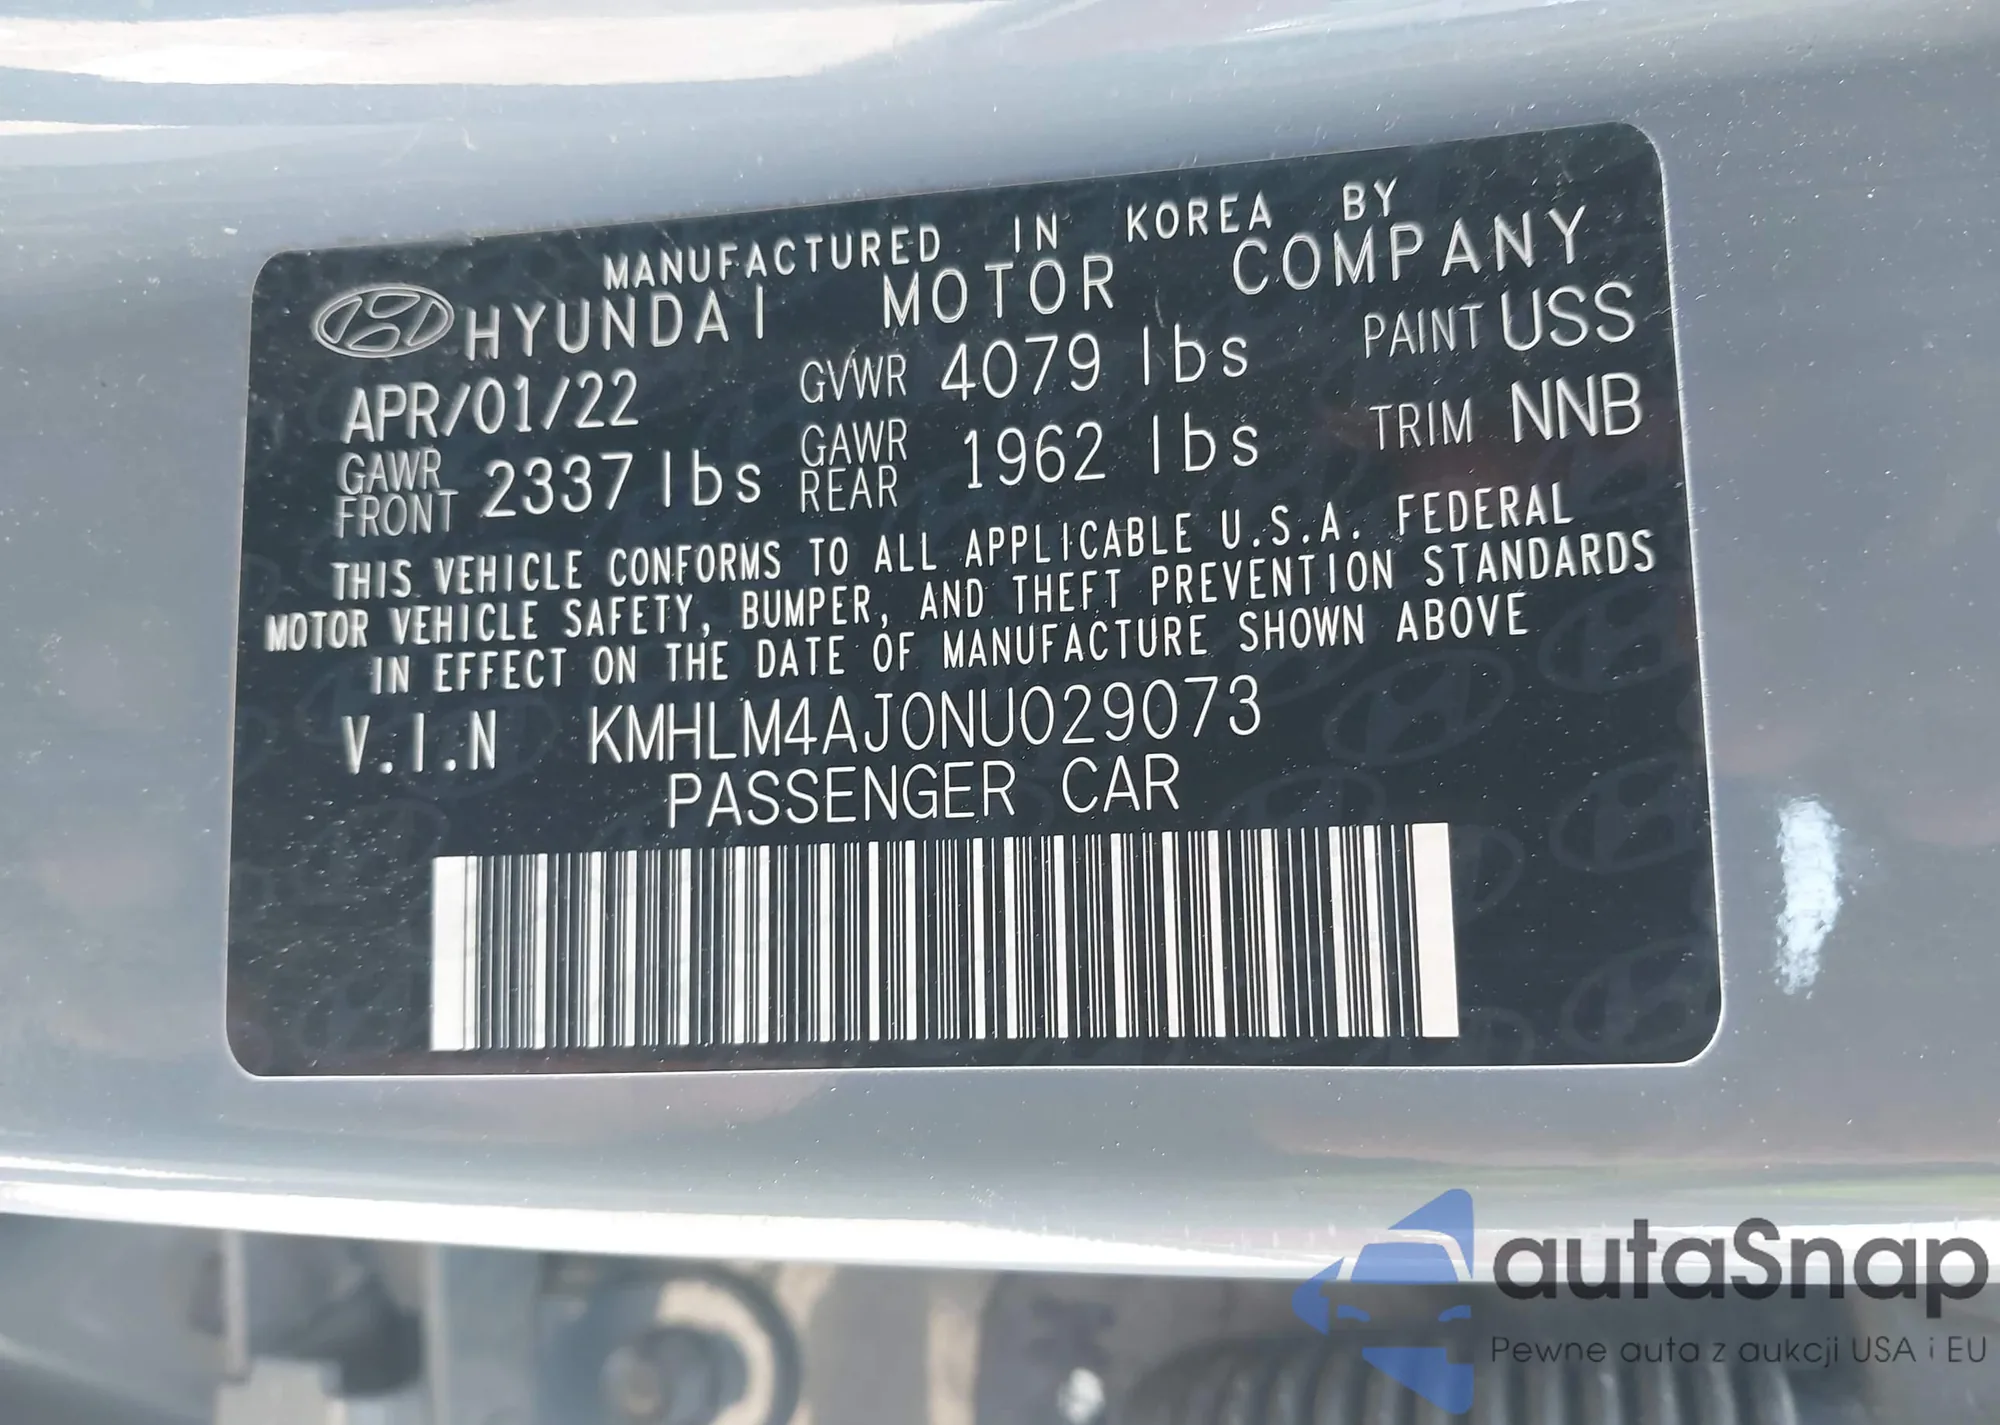 MANUFACTURED IN KOREA BY
HYUNDAI MOTOR COMPANY
APR/01/22 GVWR 4079 lbs PAINT USS
GAWR FRONT 2337 lbs GAWR REAR 1962 lbs TRIM NNB
THIS VEHICLE CONFORMS TO ALL APPLICABLE U.S.A. FEDERAL
MOTOR VEHICLE SAFETY, BUMPER, AND THEFT PREVENTION STANDARDS
IN EFFECT ON THE DATE OF MANUFACTURE SHOWN ABOVE
V.I.N KMHLM4AJ0NU029073
PASSENGER CAR
autaSnap
Pewne auta z aukcji USA i EU